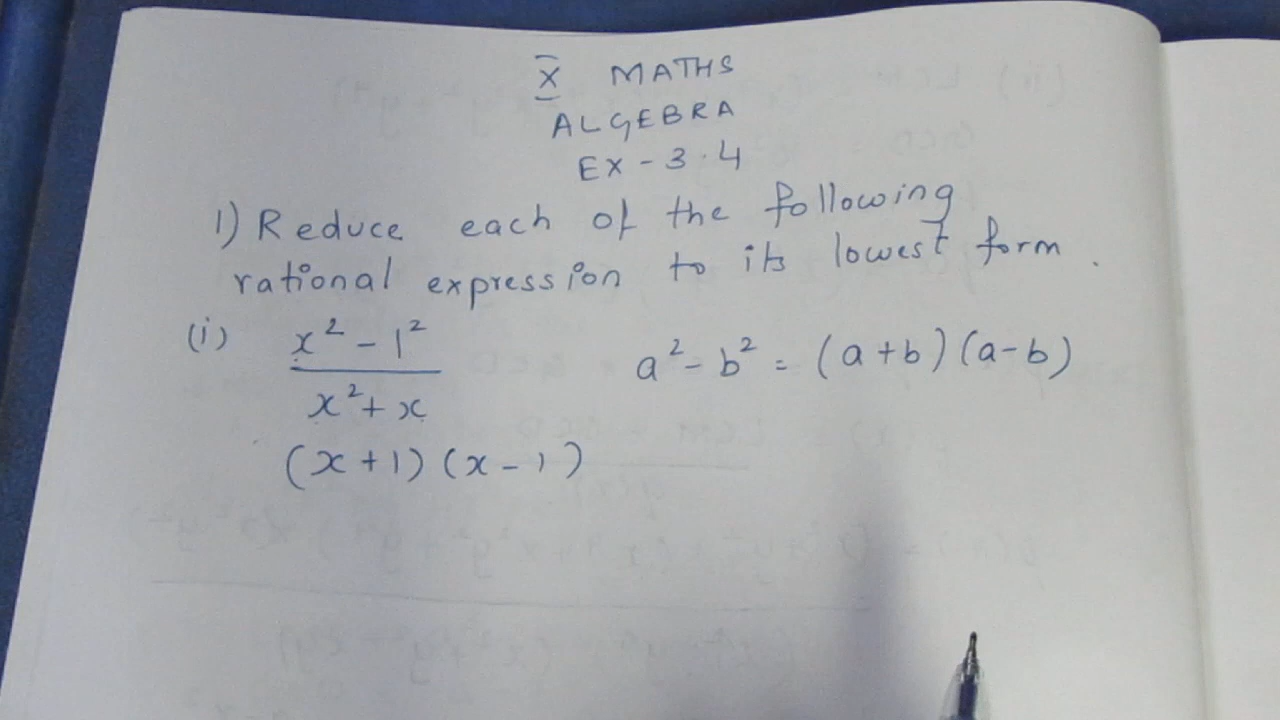 X MATHS
ALGEBRA
EX - 3.4
1) Reduce each of the following
rational expression to its lowest form.
(i) x² - 1² / x² + x    a² - b² = (a+b)(a-b)
(x+1)(x-1)